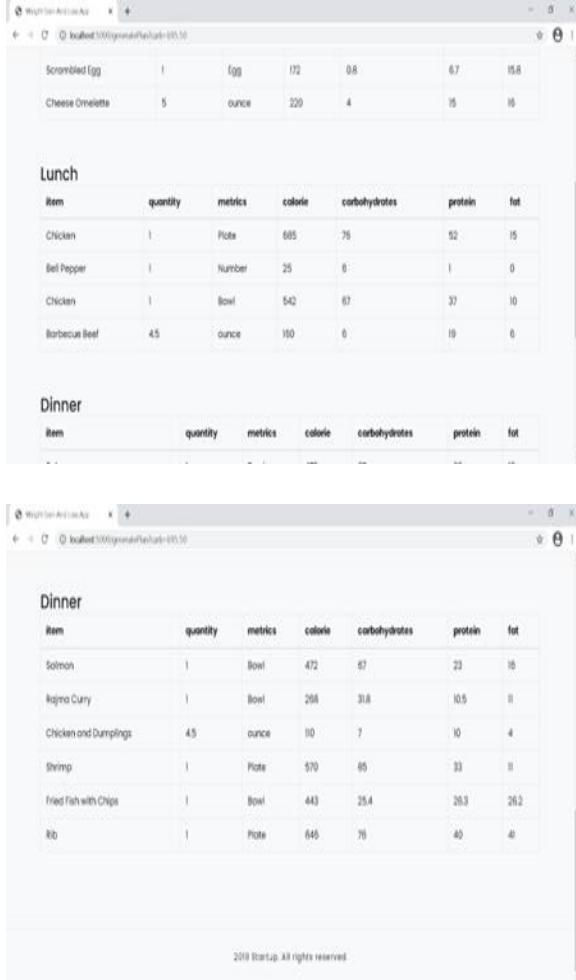 Scrambled Egg 1 Egg 172 0.8 6.7 15.8
Cheese Omelette 5 ounce 220 4 15 16
Lunch
item quantity metrics calorie carbohydrates protein fat
Chicken 1 Plate 685 76 52 15
Bell Pepper 1 Number 25 6 1 0
Chicken 1 Bowl 542 67 37 10
Barbecue Beef 4.5 ounce 160 6 19 6
Dinner
item quantity metrics calorie carbohydrates protein fat
Dinner
item quantity metrics calorie carbohydrates protein fat
Salmon 1 Bowl 472 67 23 16
Rajma Curry 1 Bowl 268 31.8 10.5 11
Chicken and Dumplings 4.5 ounce 110 7 10 4
Shrimp 1 Plate 570 85 33 11
Fried Fish with Chips 1 Bowl 443 25.4 26.3 26.2
Rib 1 Plate 646 76 40 41
2019 Startup. All rights reserved.